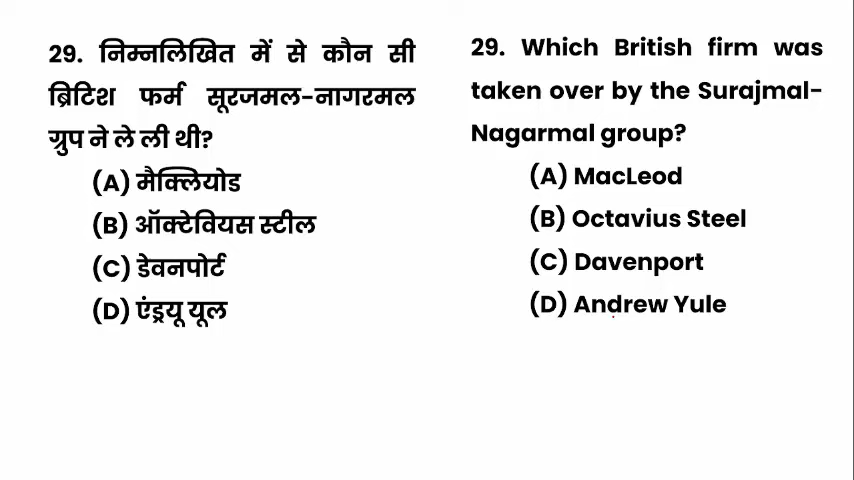 29. निम्नलिखित में से कौन सी
ब्रिटिश फर्म सूरजमल-नागरमल
ग्रुप ने ले ली थी?
(A) मैक्लियोड
(B) ऑक्टेवियस स्टील
(C) डेवनपोर्ट
(D) एंड्रयू यूल
29. Which British firm was
taken over by the Surajmal-
Nagarmal group?
(A) MacLeod
(B) Octavius Steel
(C) Davenport
(D) Andrew Yule